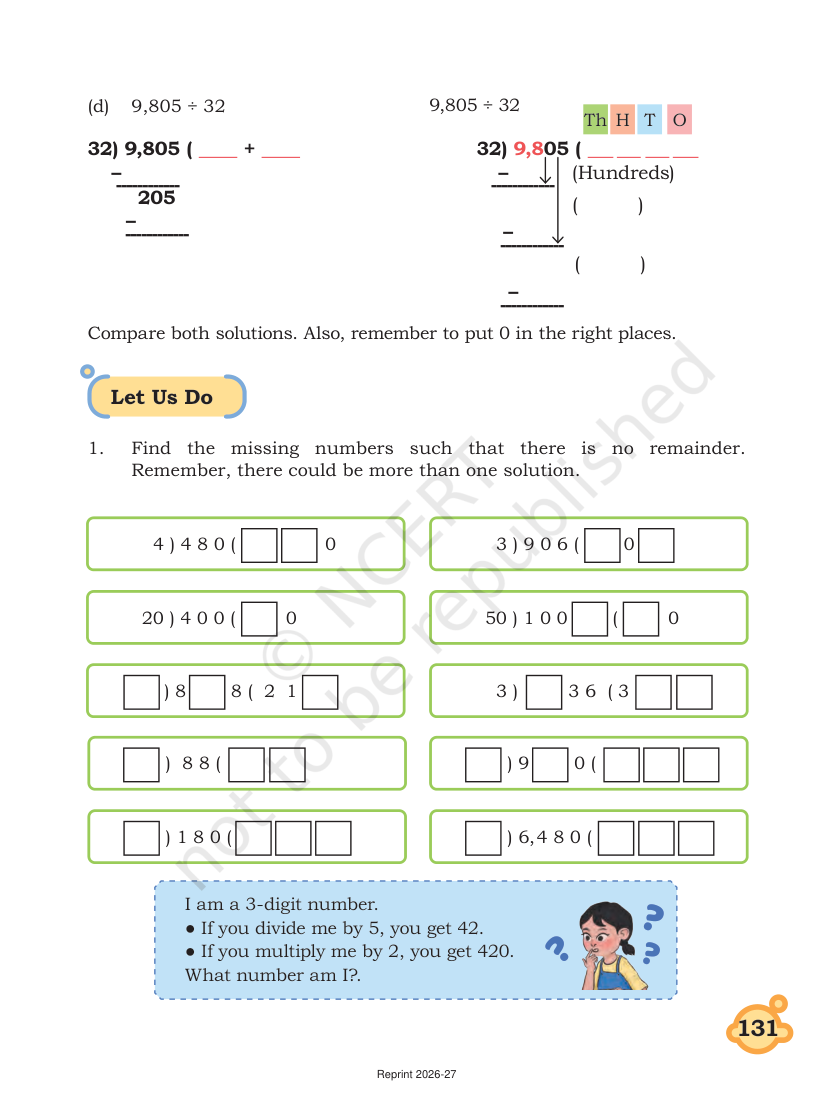 (d) 9,805 ÷ 32
32) 9,805 ( ____ + ____
–
205
–
9,805 ÷ 32
Th H T O
32) 9,805 ( ___ ___ ___ ___
– (Hundreds)
( )
–
( )
–
Compare both solutions. Also, remember to put 0 in the right places.
Let Us Do
1. Find the missing numbers such that there is no remainder.
Remember, there could be more than one solution.
4 ) 4 8 0 ( □ □ 0
3 ) 9 0 6 ( □ 0 □
20 ) 4 0 0 ( □ 0
50 ) 1 0 0 □ ( □ 0
□ ) 8 □ 8 ( 2 1 □
3 ) □ 3 6 ( 3 □ □
□ ) 8 8 ( □ □
□ ) 9 □ 0 ( □ □ □
□ ) 1 8 0 ( □ □ □
□ ) 6,4 8 0 ( □ □ □
I am a 3-digit number.
● If you divide me by 5, you get 42.
● If you multiply me by 2, you get 420.
What number am I?.
? ? ?
131
Reprint 2026-27
© NCERT
not to be republished